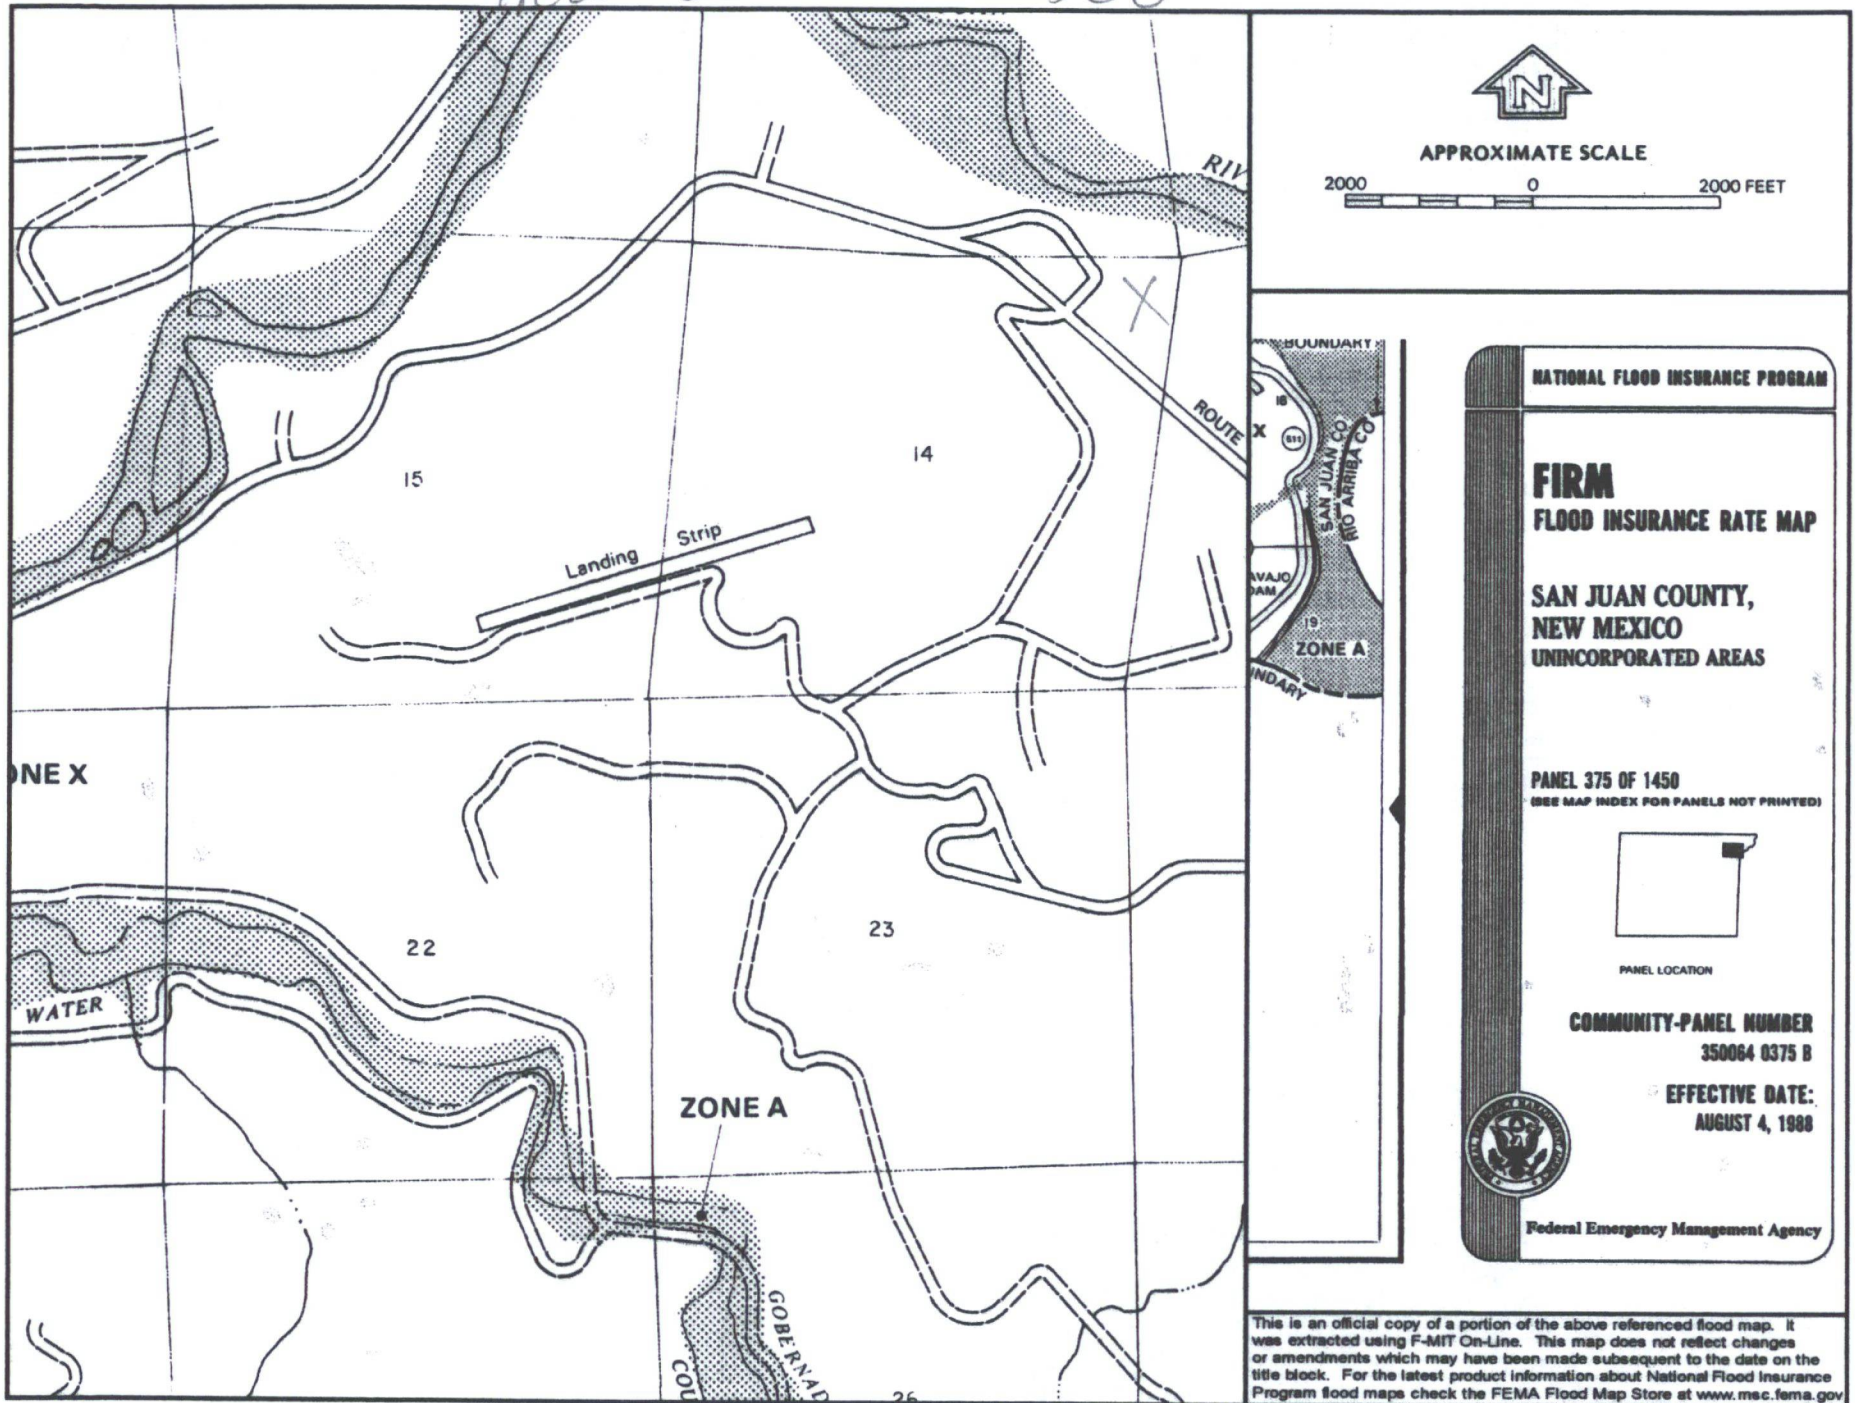 APPROXIMATE SCALE
2000 0 2000 FEET
RIV
X
ROUTE
15
14
Landing Strip
ONE X
22
23
WATER
ZONE A
GOBERNAD
COU
26
BOUNDARY
18
X
511
SAN JUAN CO
RIO ARRIBA CO
AVAJO
DAM
19
ZONE A
UNDARY
N
NATIONAL FLOOD INSURANCE PROGRAM
FIRM
FLOOD INSURANCE RATE MAP
SAN JUAN COUNTY,
NEW MEXICO
UNINCORPORATED AREAS
PANEL 375 OF 1450
(SEE MAP INDEX FOR PANELS NOT PRINTED)
PANEL LOCATION
COMMUNITY-PANEL NUMBER
350064 0375 B
EFFECTIVE DATE:
AUGUST 4, 1988
Federal Emergency Management Agency
This is an official copy of a portion of the above referenced flood map. It
was extracted using F-MIT On-Line. This map does not reflect changes
or amendments which may have been made subsequent to the date on the
title block. For the latest product information about National Flood Insurance
Program flood maps check the FEMA Flood Map Store at www.msc.fema.gov